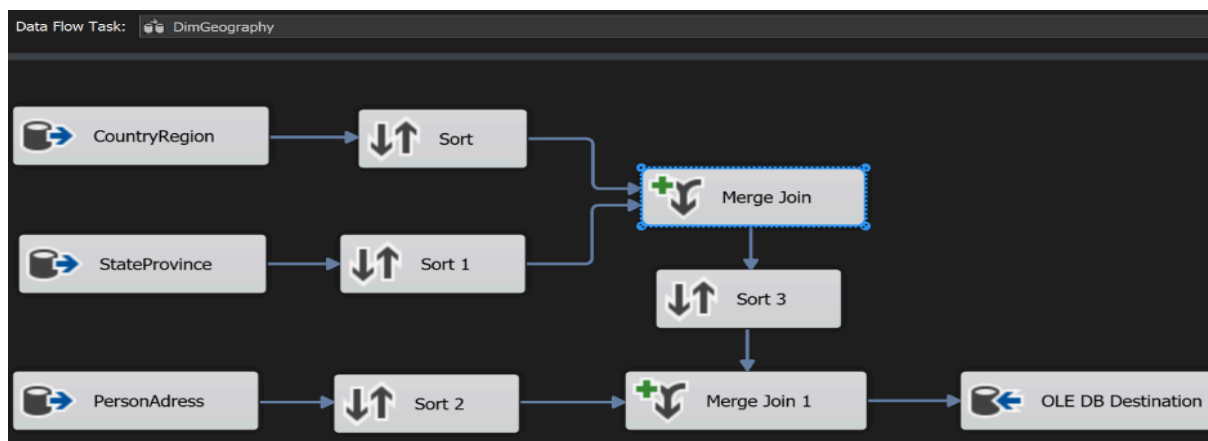 Data Flow Task: DimGeography
CountryRegion
Sort
Merge Join
StateProvince
Sort 1
Sort 3
PersonAdress
Sort 2
Merge Join 1
OLE DB Destination